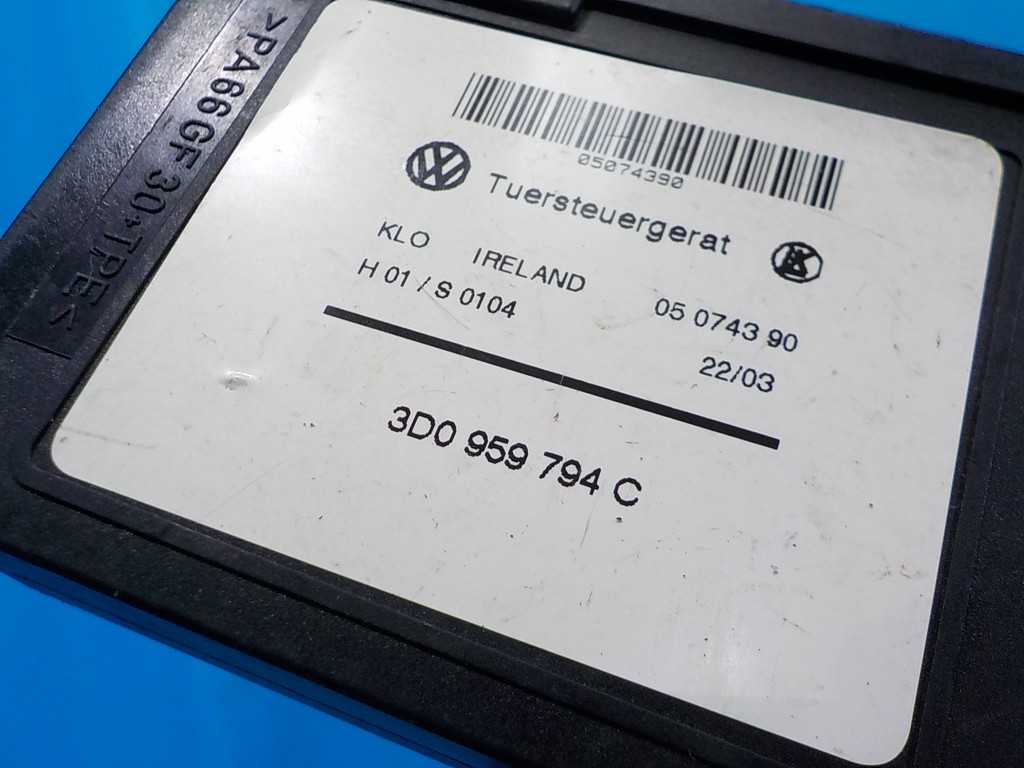 >PA66GF30+TPE<
05074390
Tuersteuergerat
KLO IRELAND 05 0743 90
H 01 / S 0104 22/03
3D0 959 794 C